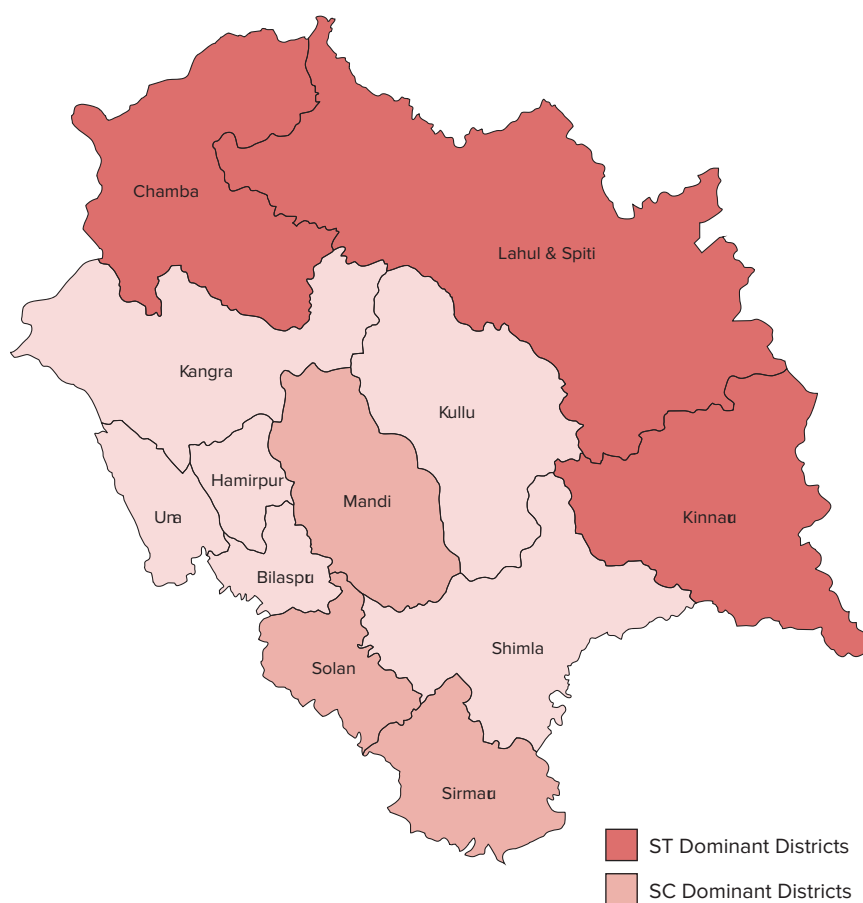 Chamba
Lahul & Spiti
Kangra
Kullu
Hamirpur
Mandi
Una
Kinnaur
Bilaspur
Shimla
Solan
Sirmaur
ST Dominant Districts
SC Dominant Districts